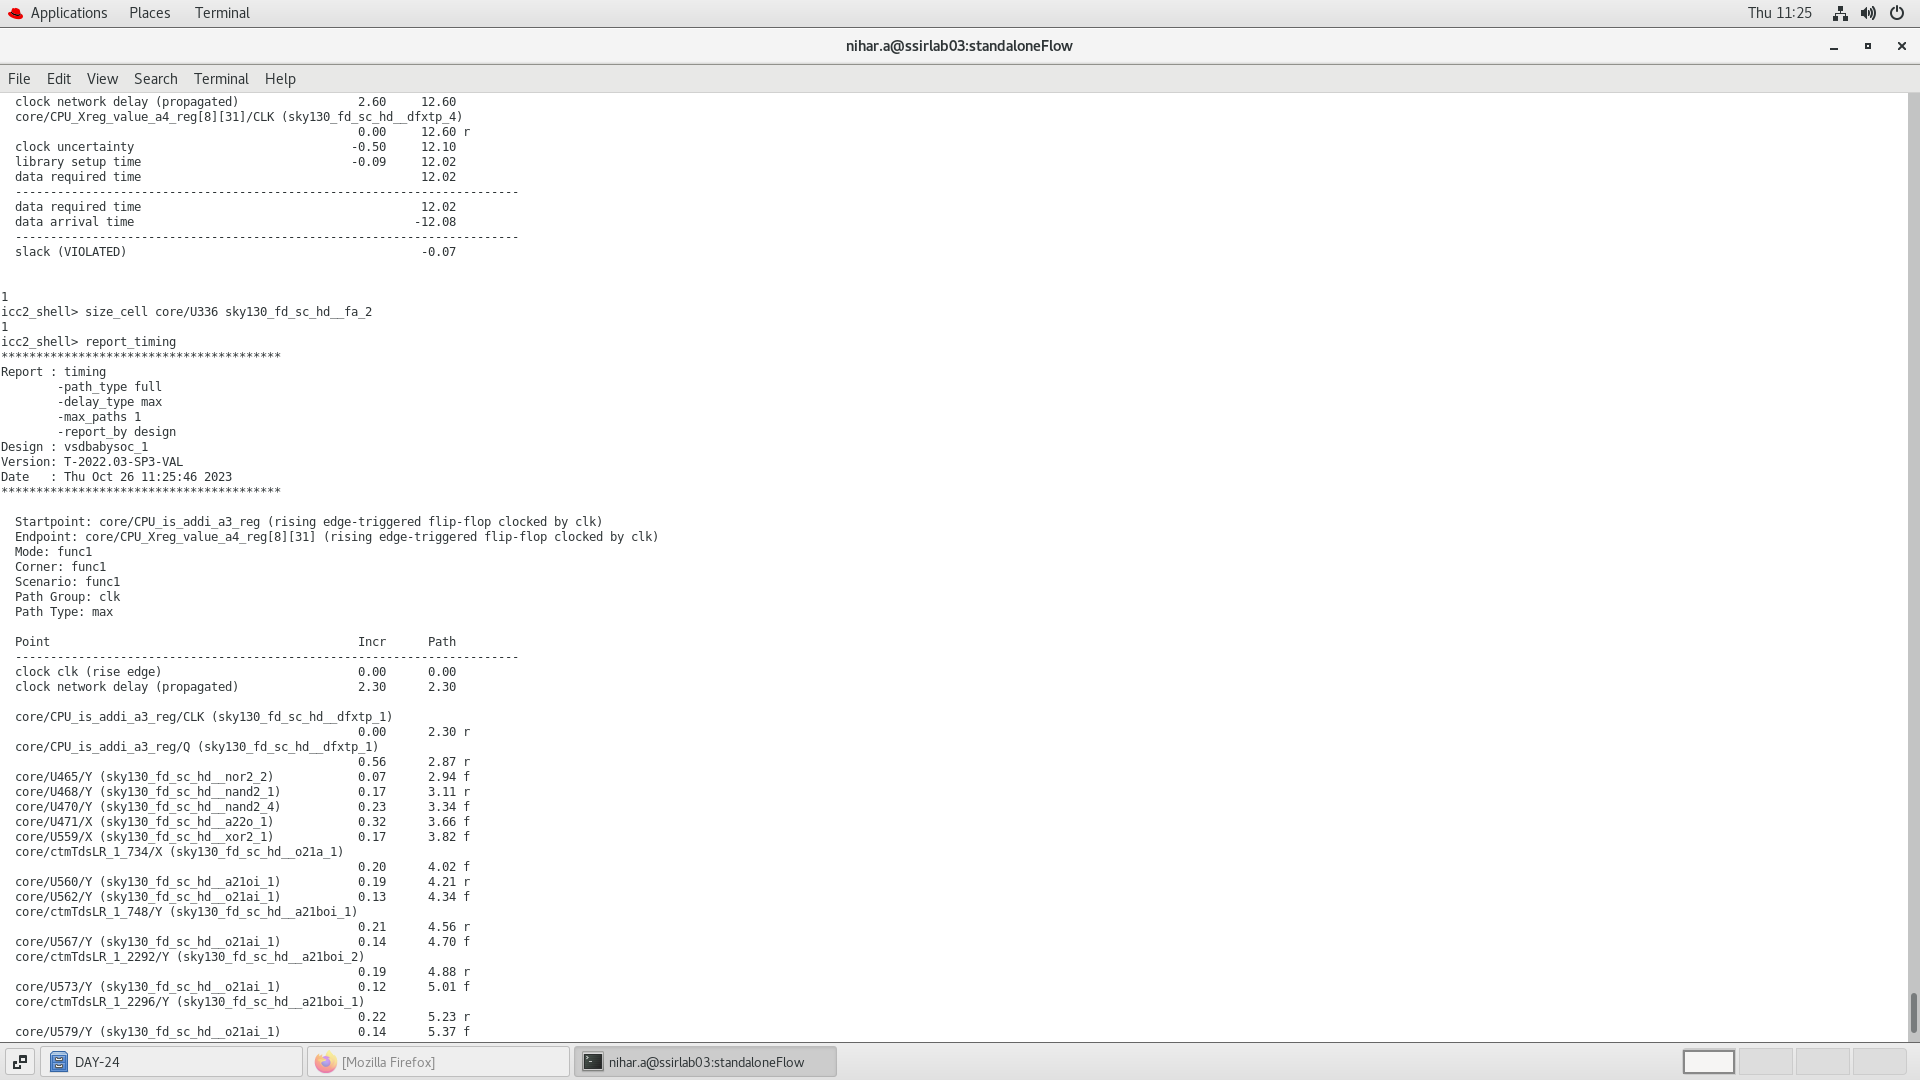 Applications Places Terminal Thu 11:25
nihar.a@ssirlab03:standaloneFlow
File Edit View Search Terminal Help
  clock network delay (propagated)                 2.60     12.60
  core/CPU_Xreg_value_a4_reg[8][31]/CLK (sky130_fd_sc_hd__dfxtp_4)
                                                   0.00     12.60 r
  clock uncertainty                               -0.50     12.10
  library setup time                              -0.09     12.02
  data required time                                        12.02
  ------------------------------------------------------------------------
  data required time                                        12.02
  data arrival time                                        -12.08
  ------------------------------------------------------------------------
  slack (VIOLATED)                                          -0.07
1
icc2_shell> size_cell core/U336 sky130_fd_sc_hd__fa_2
1
icc2_shell> report_timing
****************************************
Report : timing
        -path_type full
        -delay_type max
        -max_paths 1
        -report_by design
Design : vsdbabysoc_1
Version: T-2022.03-SP3-VAL
Date   : Thu Oct 26 11:25:46 2023
****************************************
  Startpoint: core/CPU_is_addi_a3_reg (rising edge-triggered flip-flop clocked by clk)
  Endpoint: core/CPU_Xreg_value_a4_reg[8][31] (rising edge-triggered flip-flop clocked by clk)
  Mode: func1
  Corner: func1
  Scenario: func1
  Path Group: clk
  Path Type: max
  Point                                            Incr      Path
  ------------------------------------------------------------------------
  clock clk (rise edge)                            0.00      0.00
  clock network delay (propagated)                 2.30      2.30
  core/CPU_is_addi_a3_reg/CLK (sky130_fd_sc_hd__dfxtp_1)
                                                   0.00      2.30 r
  core/CPU_is_addi_a3_reg/Q (sky130_fd_sc_hd__dfxtp_1)
                                                   0.56      2.87 r
  core/U465/Y (sky130_fd_sc_hd__nor2_2)            0.07      2.94 f
  core/U468/Y (sky130_fd_sc_hd__nand2_1)           0.17      3.11 r
  core/U470/Y (sky130_fd_sc_hd__nand2_4)           0.23      3.34 f
  core/U471/X (sky130_fd_sc_hd__a22o_1)            0.32      3.66 f
  core/U559/X (sky130_fd_sc_hd__xor2_1)            0.17      3.82 f
  core/ctmTdsLR_1_734/X (sky130_fd_sc_hd__o21a_1)
                                                   0.20      4.02 f
  core/U560/Y (sky130_fd_sc_hd__a21oi_1)           0.19      4.21 r
  core/U562/Y (sky130_fd_sc_hd__o21ai_1)           0.13      4.34 f
  core/ctmTdsLR_1_748/Y (sky130_fd_sc_hd__a21boi_1)
                                                   0.21      4.56 r
  core/U567/Y (sky130_fd_sc_hd__o21ai_1)           0.14      4.70 f
  core/ctmTdsLR_1_2292/Y (sky130_fd_sc_hd__a21boi_2)
                                                   0.19      4.88 r
  core/U573/Y (sky130_fd_sc_hd__o21ai_1)           0.12      5.01 f
  core/ctmTdsLR_1_2296/Y (sky130_fd_sc_hd__a21boi_1)
                                                   0.22      5.23 r
  core/U579/Y (sky130_fd_sc_hd__o21ai_1)           0.14      5.37 f
DAY-24 [Mozilla Firefox] nihar.a@ssirlab03:standaloneFlow